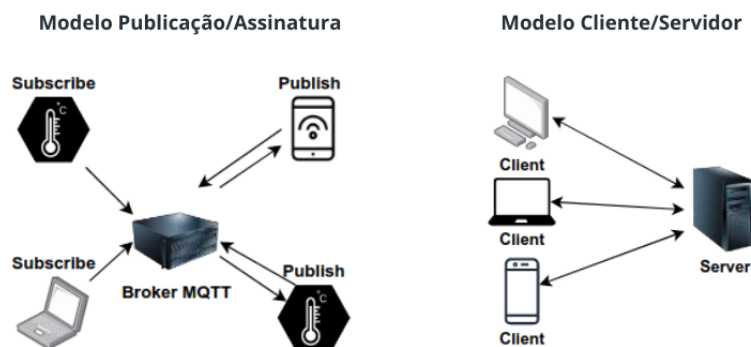 Modelo Publicação/Assinatura
Modelo Cliente/Servidor
Subscribe
Publish
°C
Subscribe
Broker MQTT
Publish
°C
Client
Client
Client
Server